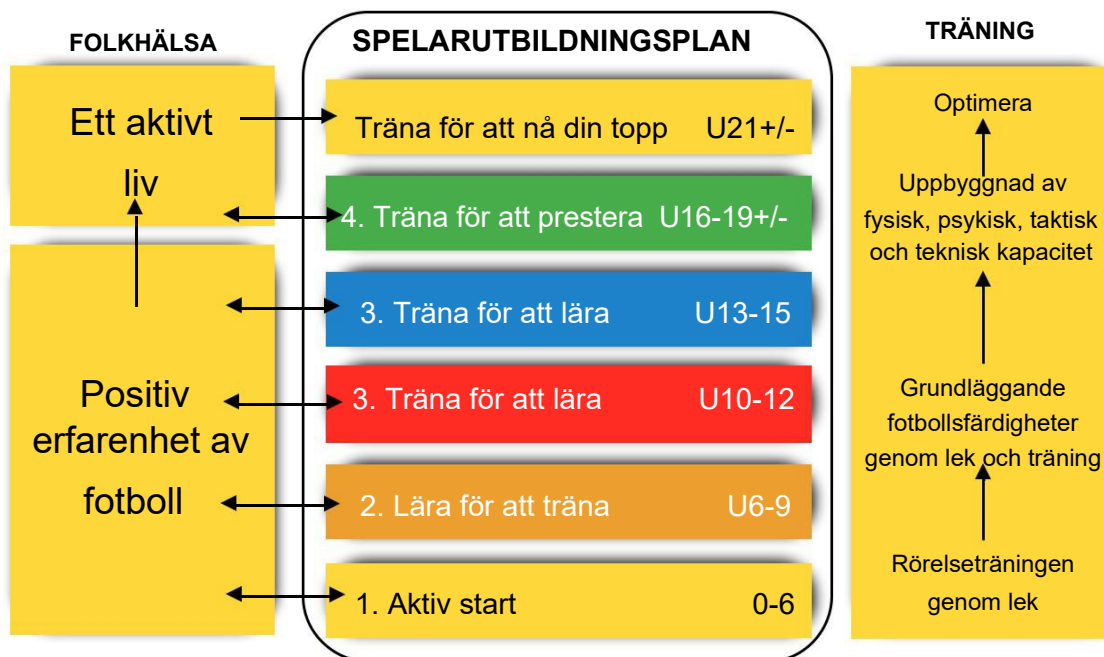 FOLKHÄLSA
Ett aktivt
liv
Positiv
erfarenhet av
fotboll
SPELARUTBILDNINGSPLAN
Träna för att nå din topp U21+/-
4. Träna för att prestera U16-19+/-
3. Träna för att lära U13-15
3. Träna för att lära U10-12
2. Lära för att träna U6-9
1. Aktiv start 0-6
TRÄNING
Optimera
Uppbyggnad av
fysisk, psykisk, taktisk
och teknisk kapacitet
Grundläggande
fotbollsfärdigheter
genom lek och träning
Rörelseträningen
genom lek